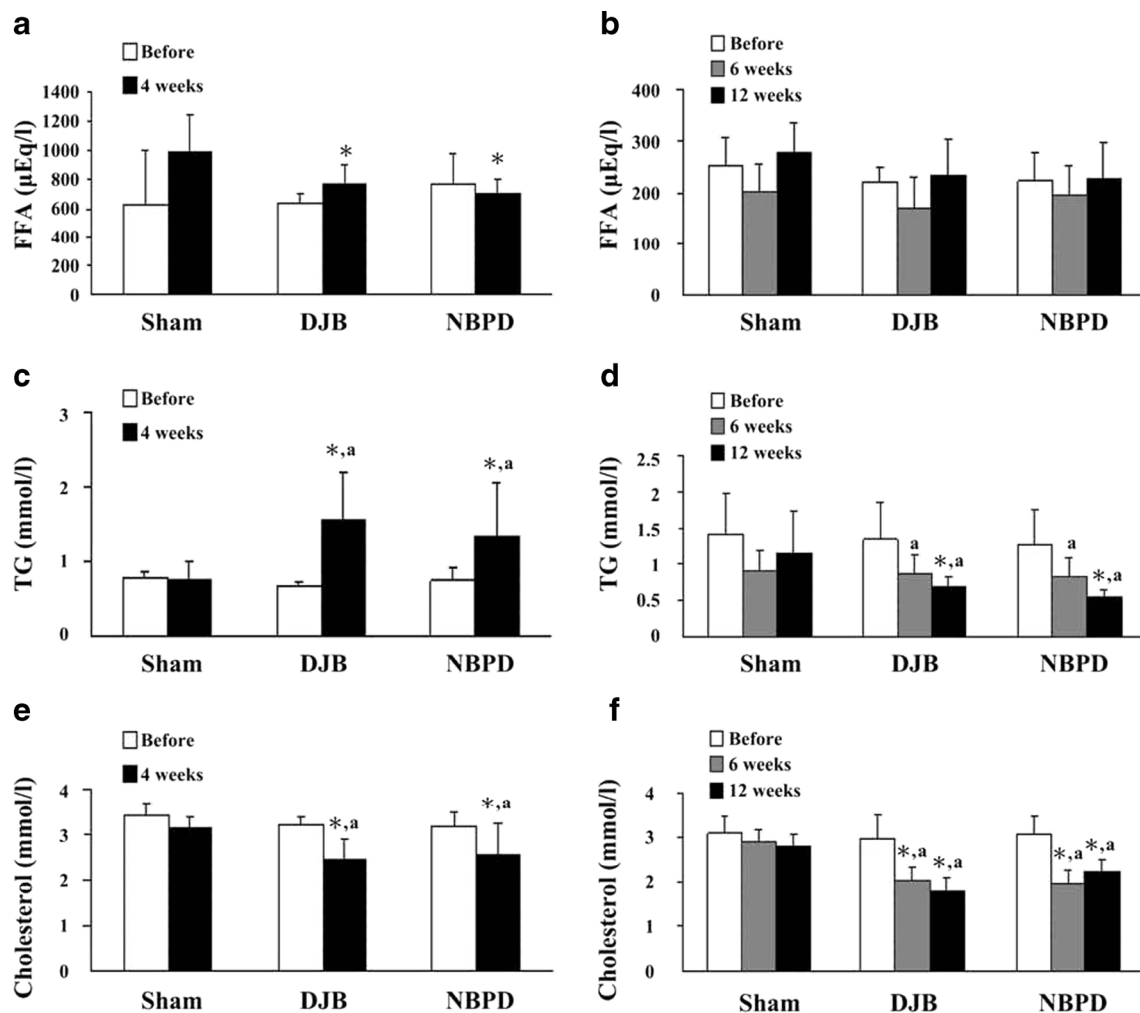 a
Before
4 weeks
FFA (µEq/l)
1400
1200
1000
800
600
400
200
0
*
*
Sham DJB NBPD
b
Before
6 weeks
12 weeks
FFA (µEq/l)
400
300
200
100
0
Sham DJB NBPD
c
Before
4 weeks
TG (mmol/l)
3
2
1
0
*,a
*,a
Sham DJB NBPD
d
Before
6 weeks
12 weeks
TG (mmol/l)
2.5
2
1.5
1
0.5
0
a
*,a
a
*,a
Sham DJB NBPD
e
Before
4 weeks
Cholesterol (mmol/l)
4
3
2
1
0
*,a
*,a
Sham DJB NBPD
f
Before
6 weeks
12 weeks
Cholesterol (mmol/l)
4
3
2
1
0
*,a *,a
*,a *,a
Sham DJB NBPD